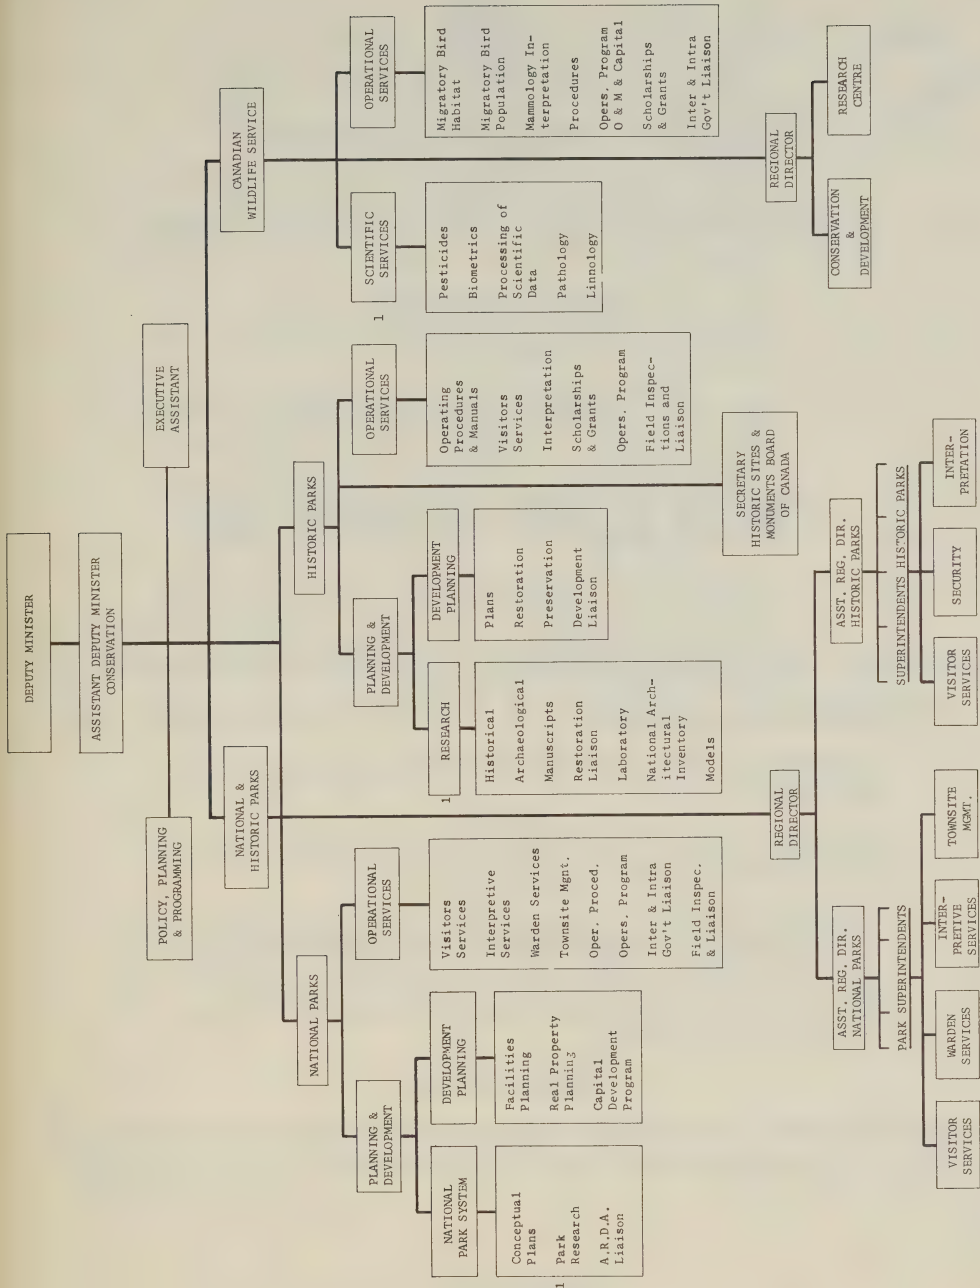 DEPUTY MINISTER
ASSISTANT DEPUTY MINISTER
CONSERVATION
POLICY, PLANNING
& PROGRAMMING
EXECUTIVE
ASSISTANT
NATIONAL &
HISTORIC PARKS
CANADIAN
WILDLIFE SERVICE
NATIONAL PARKS
HISTORIC PARKS
PLANNING &
DEVELOPMENT
OPERATIONAL
SERVICES
NATIONAL
PARK SYSTEM
DEVELOPMENT
PLANNING
1
Conceptual
Plans
Park
Research
A.R.D.A.
Liaison
Facilities
Planning
Real Property
Planning
Capital
Development
Program
Visitors
Services
Interpretive
Services
Warden Services
Townsite Mgnt.
Oper. Proced.
Opers. Program
Inter & Intra
Gov't Liaison
Field Inspec.
& Liaison
PLANNING &
DEVELOPMENT
OPERATIONAL
SERVICES
1
RESEARCH
DEVELOPMENT
PLANNING
Historical
Archaeological
Manuscripts
Restoration
Liaison
Laboratory
National Arch-
itectural
Inventory
Models
Plans
Restoration
Preservation
Development
Liaison
Operating
Procedures
& Manuals
Visitors
Services
Interpretation
Scholarships
& Grants
Opers. Program
Field Inspec-
tions and
Liaison
SECRETARY
HISTORIC SITES &
MONUMENTS BOARD
OF CANADA
1
SCIENTIFIC
SERVICES
OPERATIONAL
SERVICES
Pesticides
Biometrics
Processing of
Scientific
Data
Pathology
Linnology
Migratory Bird
Habitat
Migratory Bird
Population
Mammology In-
terpretation
Procedures
Opers. Program
O & M & Capital
Scholarships
& Grants
Inter & Intra
Gov't Liaison
REGIONAL
DIRECTOR
CONSERVATION
&
DEVELOPMENT
RESEARCH
CENTRE
REGIONAL
DIRECTOR
ASST. REG. DIR.
NATIONAL PARKS
ASST. REG. DIR.
HISTORIC PARKS
PARK SUPERINTENDENTS
SUPERINTENDENTS HISTORIC PARKS
VISITOR
SERVICES
WARDEN
SERVICES
INTER-
PRETIVE
SERVICES
TOWNSITE
MGMT.
VISITOR
SERVICES
SECURITY
INTER-
PRETATION